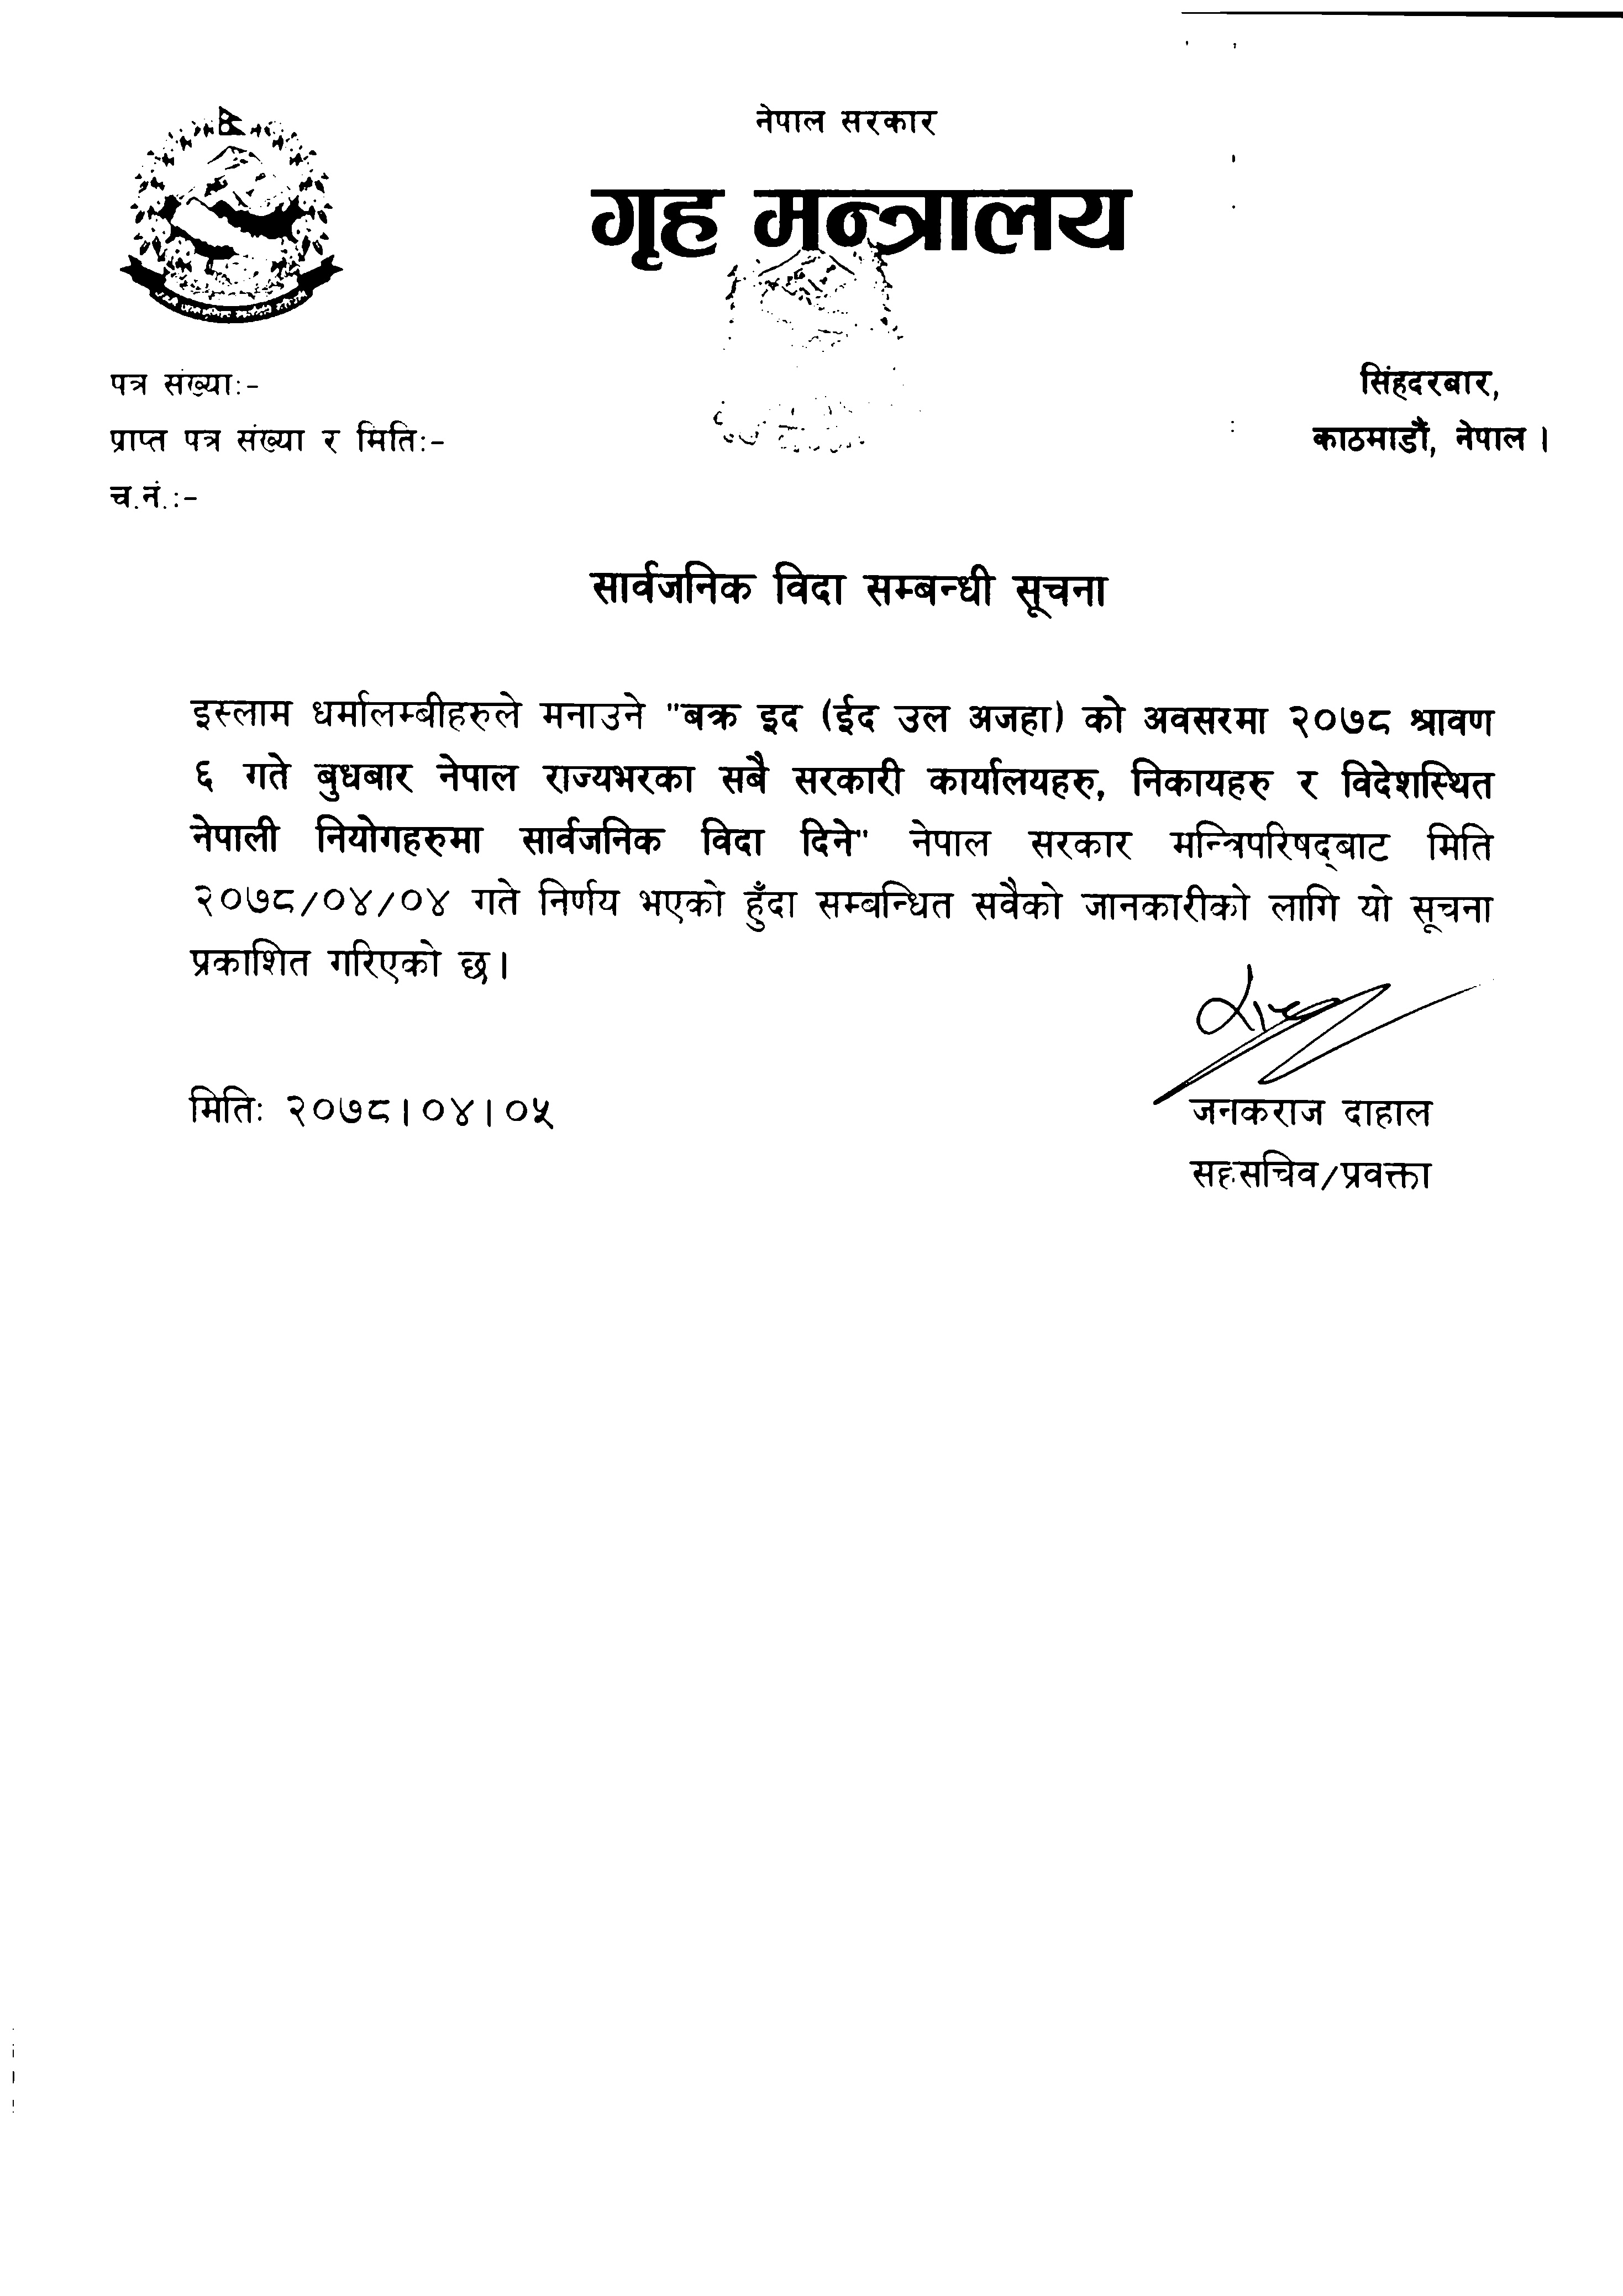 नेपाल सरकार
गृह मन्त्रालय
पत्र संख्याः-
सिंहदरबार,
प्राप्त पत्र संख्या र मितिः-
काठमाडौं, नेपाल ।
च.नं.:-
सार्वजनिक विदा सम्बन्धी सूचना
इस्लाम धर्मालम्बीहरुले मनाउने "बक्र इद (ईद उल अजहा) को अवसरमा २०७८ श्रावण
६ गते बुधबार नेपाल राज्यभरका सबै सरकारी कार्यालयहरु, निकायहरु र विदेशस्थित
नेपाली नियोगहरुमा सार्वजनिक विदा दिने" नेपाल सरकार मन्त्रिपरिषद्बाट मिति
२०७८/०४/०४ गते निर्णय भएको हुँदा सम्बन्धित सवैको जानकारीको लागि यो सूचना
प्रकाशित गरिएको छ।
मितिः २०७८।०४।०५
जनकराज दाहाल
सहसचिव/प्रवक्ता